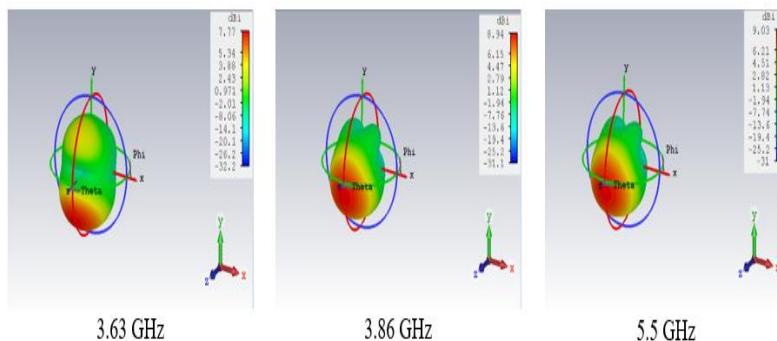 dBi
7.77
5.34
3.88
2.43
0.971
-2.01
-8.06
-14.1
-20.1
-26.2
-32.2
y
Phi
x
Theta
y
x
z
3.63 GHz
dBi
8.94
6.15
4.47
2.79
1.12
-1.94
-7.76
-13.6
-19.4
-25.2
-31.1
y
Phi
x
Theta
y
x
z
3.86 GHz
dBi
9.03
6.21
4.51
2.82
1.13
-1.94
-7.74
-13.6
-19.4
-25.2
-31
y
Phi
x
Theta
y
x
z
5.5 GHz